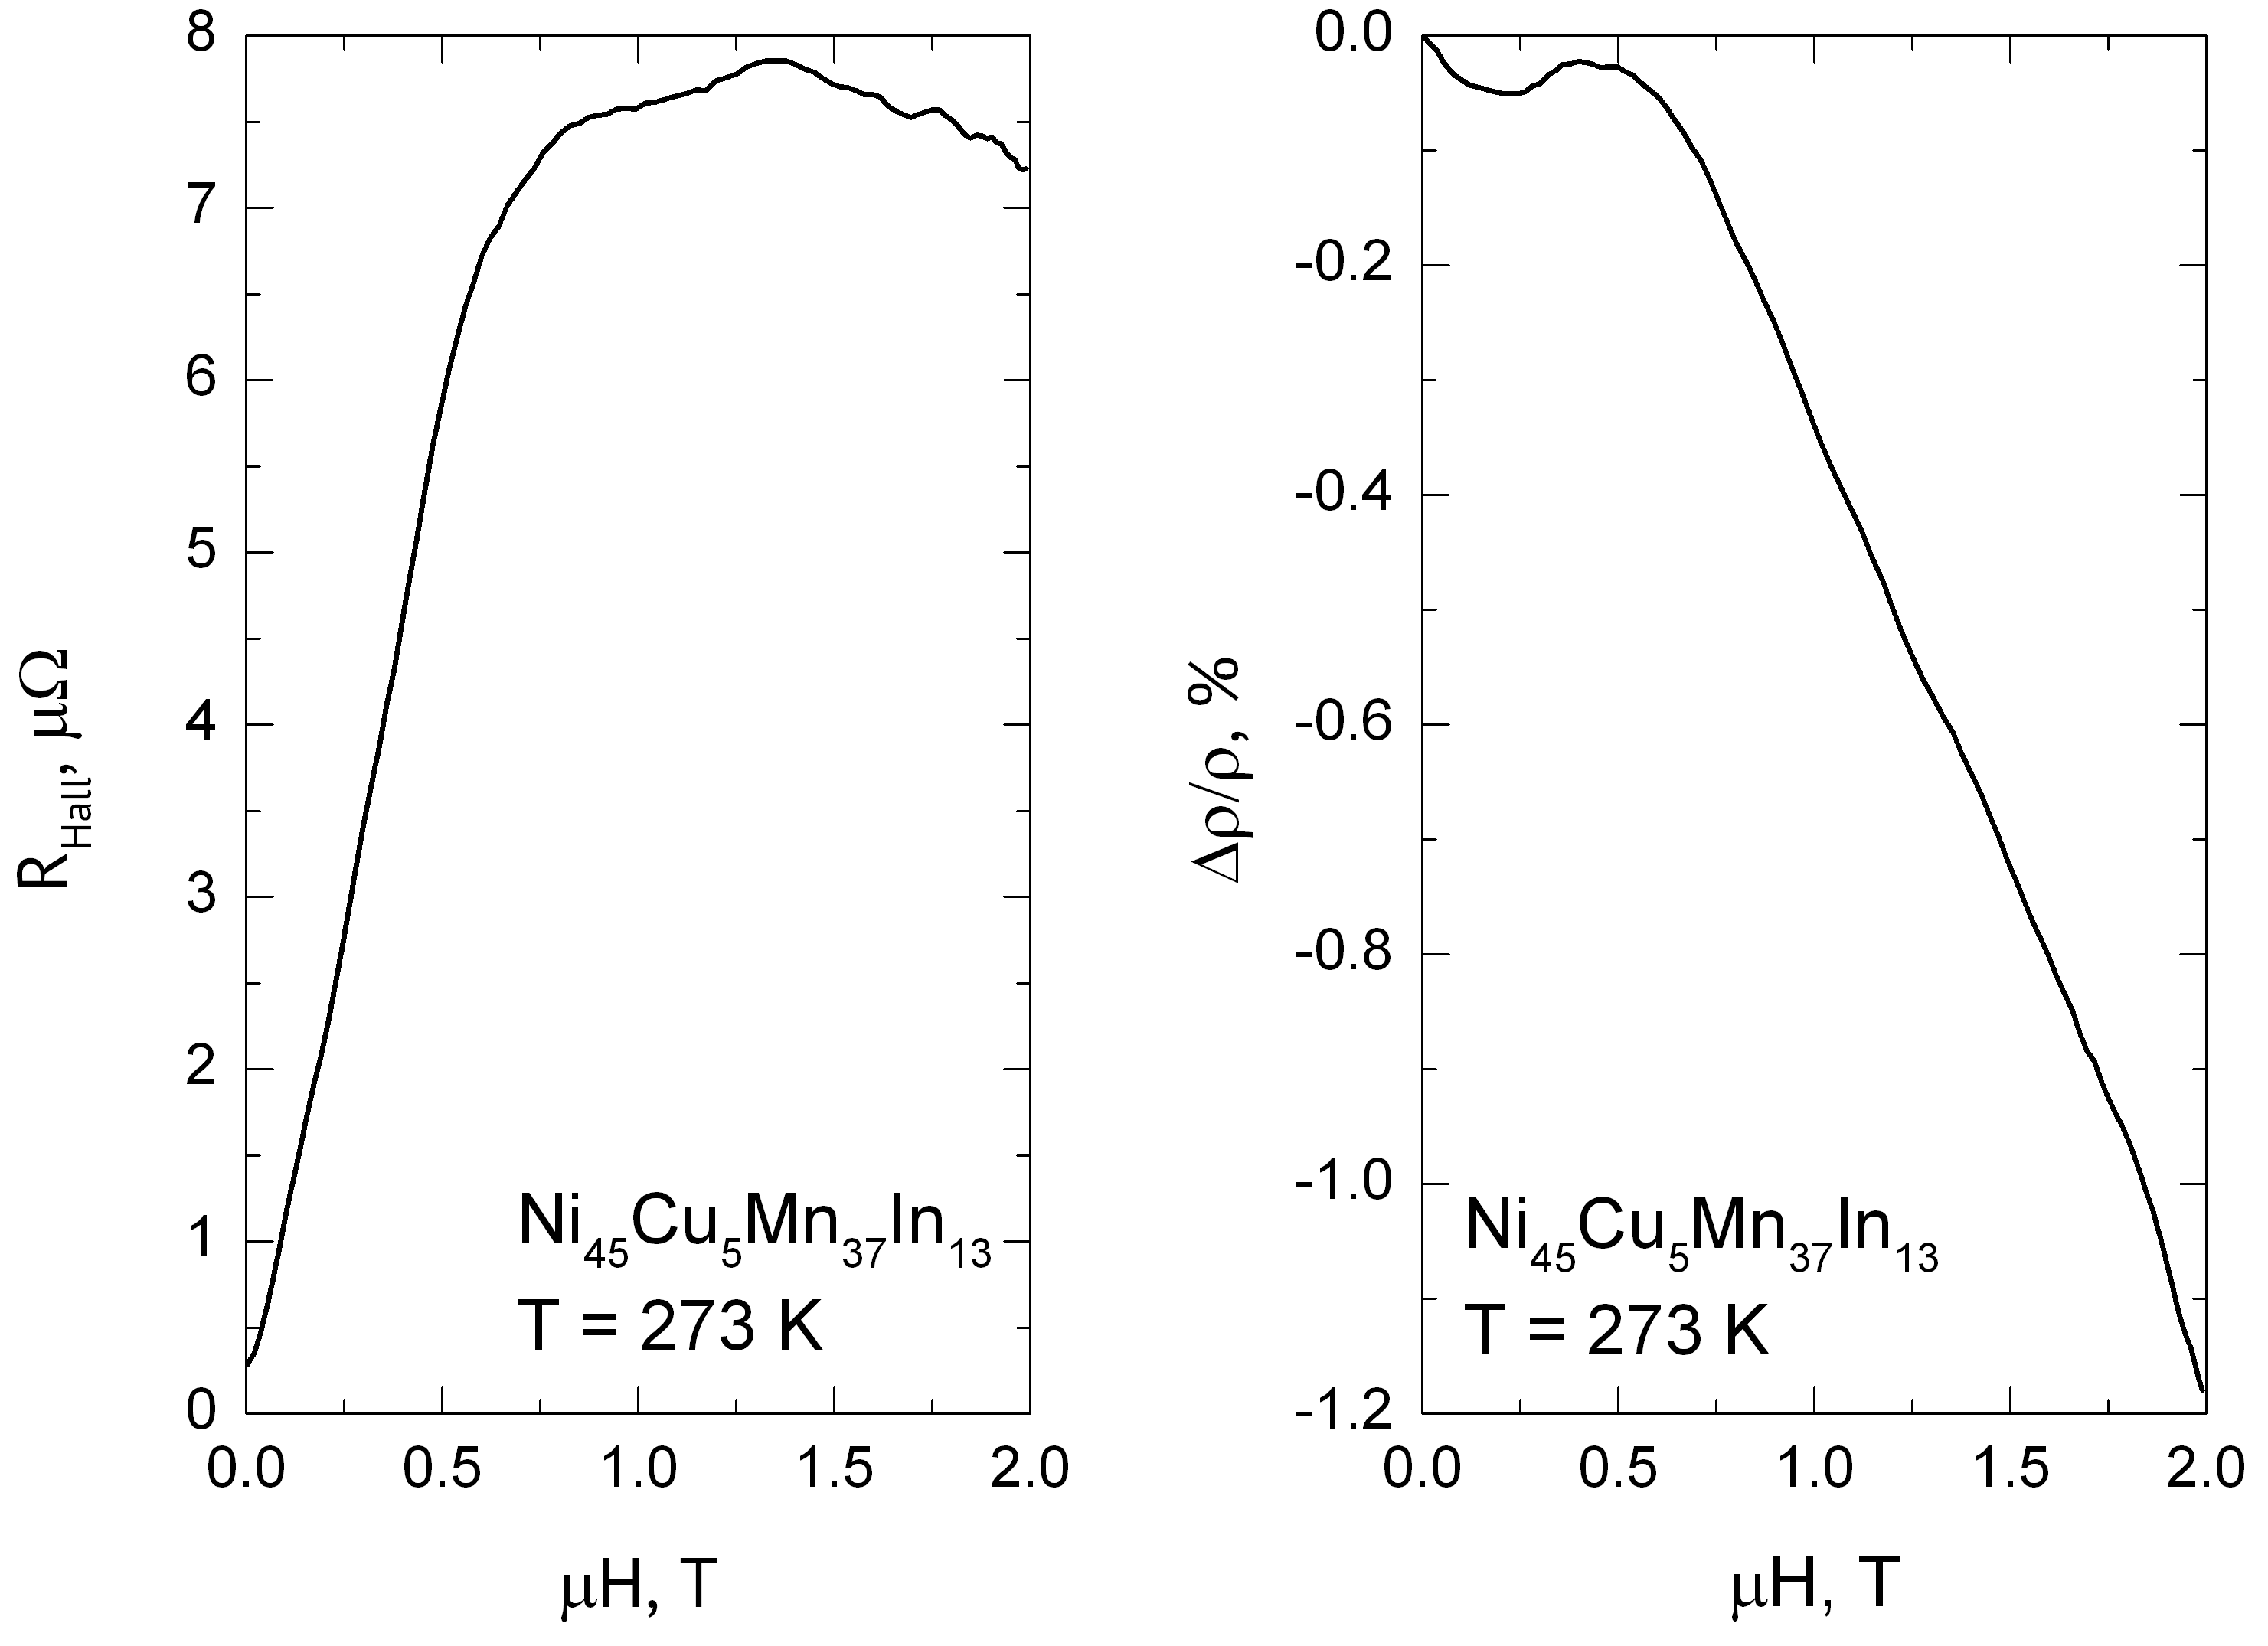 8
7
6
5
4
3
2
1
0
R_Hall, μΩ
0.0 0.5 1.0 1.5 2.0
μH, T
Ni₄₅Cu₅Mn₃₇In₁₃
T = 273 K
0.0
-0.2
-0.4
-0.6
-0.8
-1.0
-1.2
Δρ/ρ, %
0.0 0.5 1.0 1.5 2.0
μH, T
Ni₄₅Cu₅Mn₃₇In₁₃
T = 273 K